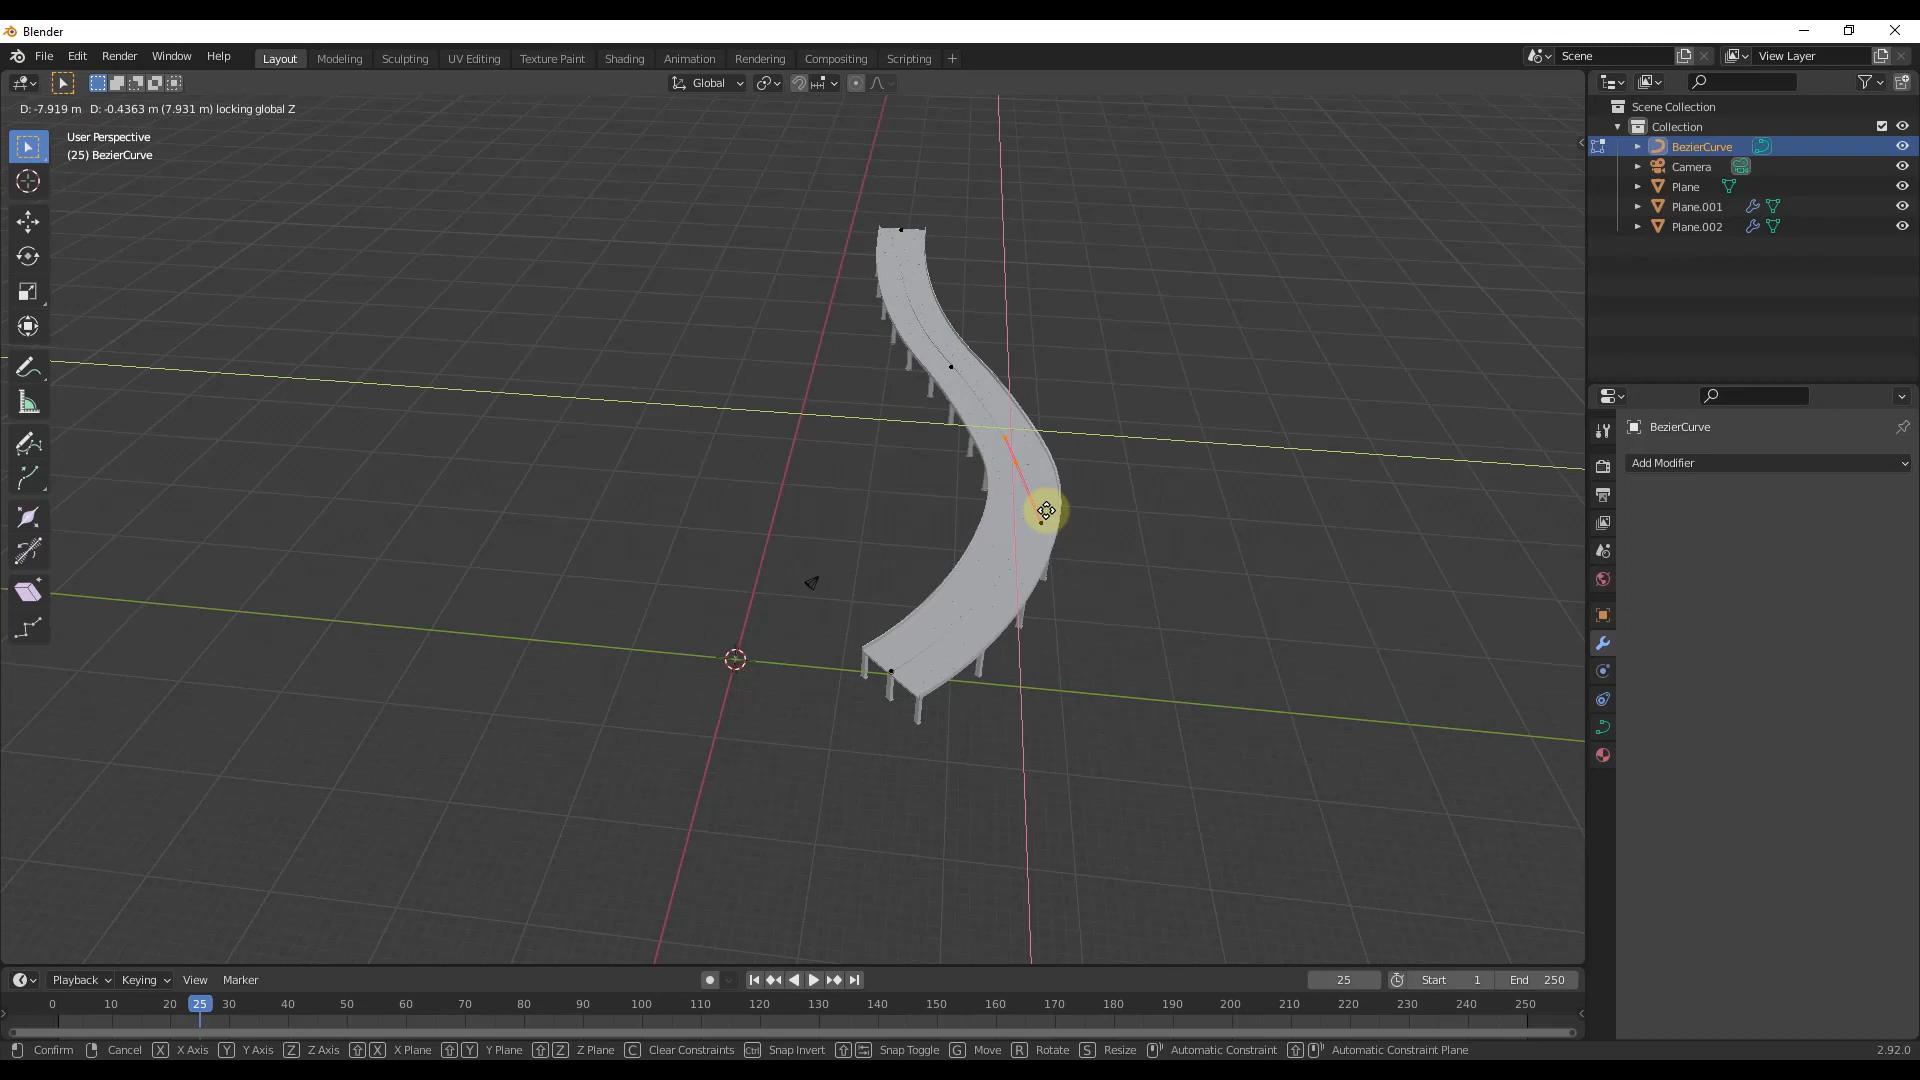 Blender
File Edit Render Window Help Layout Modeling Sculpting UV Editing Texture Paint Shading Animation Rendering Compositing Scripting + Scene View Layer
Global
D: -7.919 m D: -0.4363 m (7.931 m) locking global Z
User Perspective
(25) BezierCurve
Scene Collection
Collection
BezierCurve
Camera
Plane
Plane.001
Plane.002
BezierCurve
Add Modifier
Playback Keying View Marker 25 Start 1 End 250
0 10 20 25 30 40 50 60 70 80 90 100 110 120 130 140 150 160 170 180 190 200 210 220 230 240 250
Confirm Cancel X X Axis Y Y Axis Z Z Axis X X Plane Y Y Plane Z Z Plane C Clear Constraints Ctrl Snap Invert Snap Toggle G Move R Rotate S Resize Automatic Constraint Automatic Constraint Plane 2.92.0